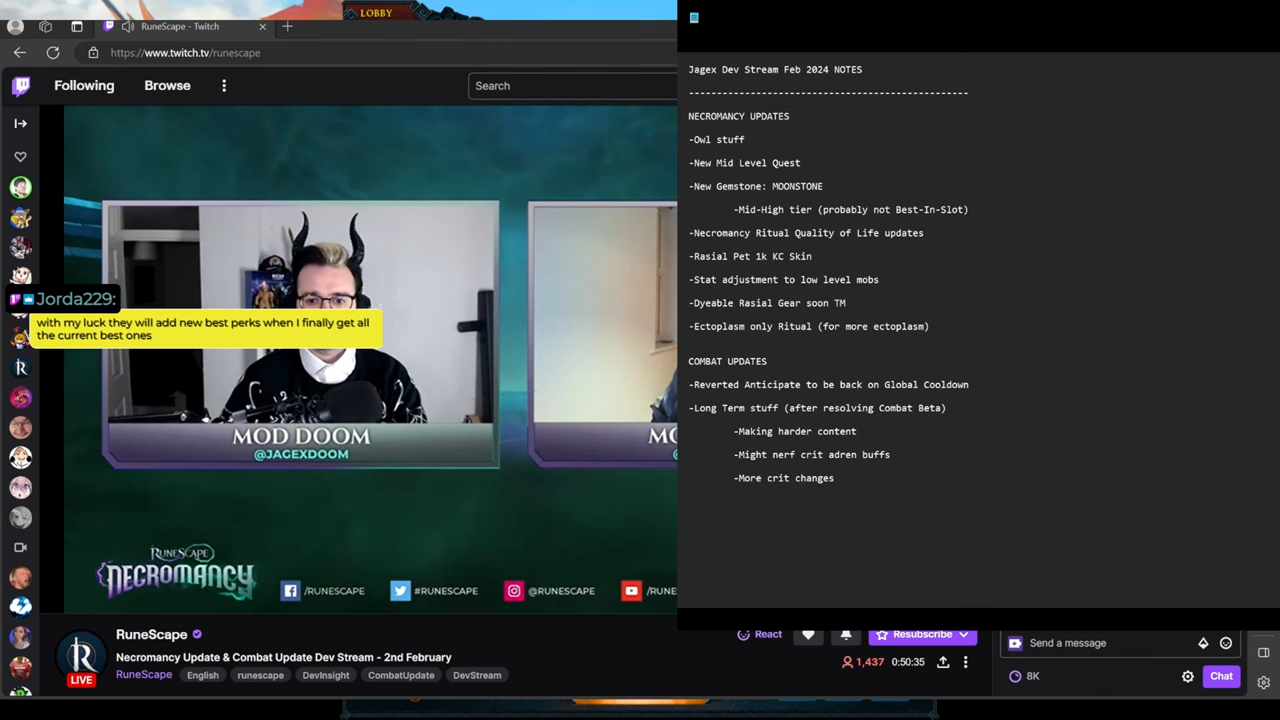 LOBBY
RuneScape - Twitch
https://www.twitch.tv/runescape
Following
Browse
Search
Jorda229:
with my luck they will add new best perks when I finally get all
the current best ones
MOD DOOM
@JAGEXDOOM
RUNESCAPE
NECROMANCY
/RUNESCAPE
#RUNESCAPE
@RUNESCAPE
/RUNE
RuneScape
Necromancy Update & Combat Update Dev Stream - 2nd February
RuneScape
English
runescape
DevInsight
CombatUpdate
DevStream
LIVE
Jagex Dev Stream Feb 2024 NOTES
--------------------------------------------------
NECROMANCY UPDATES
-Owl stuff
-New Mid Level Quest
-New Gemstone: MOONSTONE
-Mid-High tier (probably not Best-In-Slot)
-Necromancy Ritual Quality of Life updates
-Rasial Pet 1k KC Skin
-Stat adjustment to low level mobs
-Dyeable Rasial Gear soon TM
-Ectoplasm only Ritual (for more ectoplasm)
COMBAT UPDATES
-Reverted Anticipate to be back on Global Cooldown
-Long Term stuff (after resolving Combat Beta)
-Making harder content
-Might nerf crit adren buffs
-More crit changes
React
Resubscribe
1,437
0:50:35
Send a message
8K
Chat